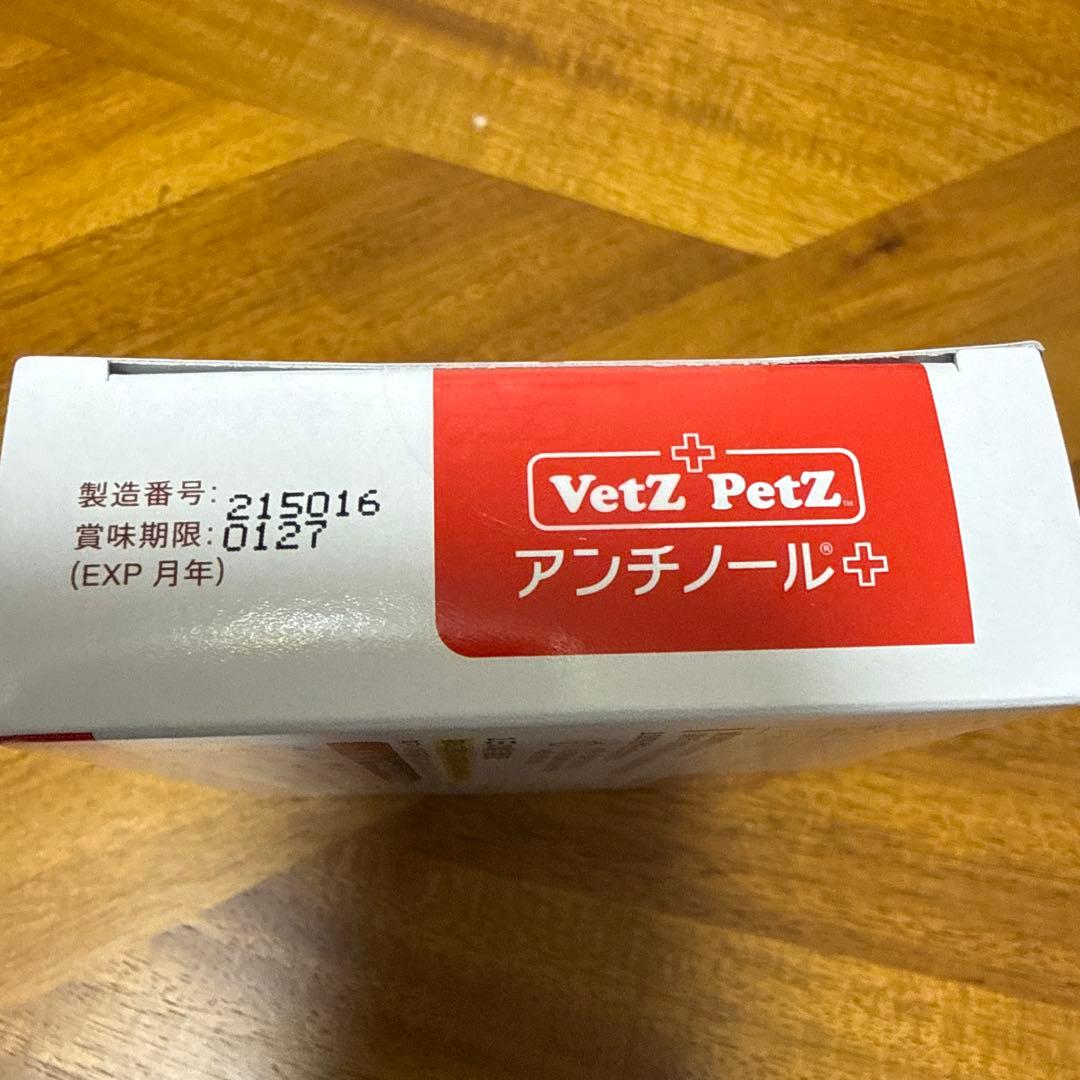 製造番号: 215016
賞味期限: 0127
(EXP 月年)
VetZ PetZ™
アンチノール®+